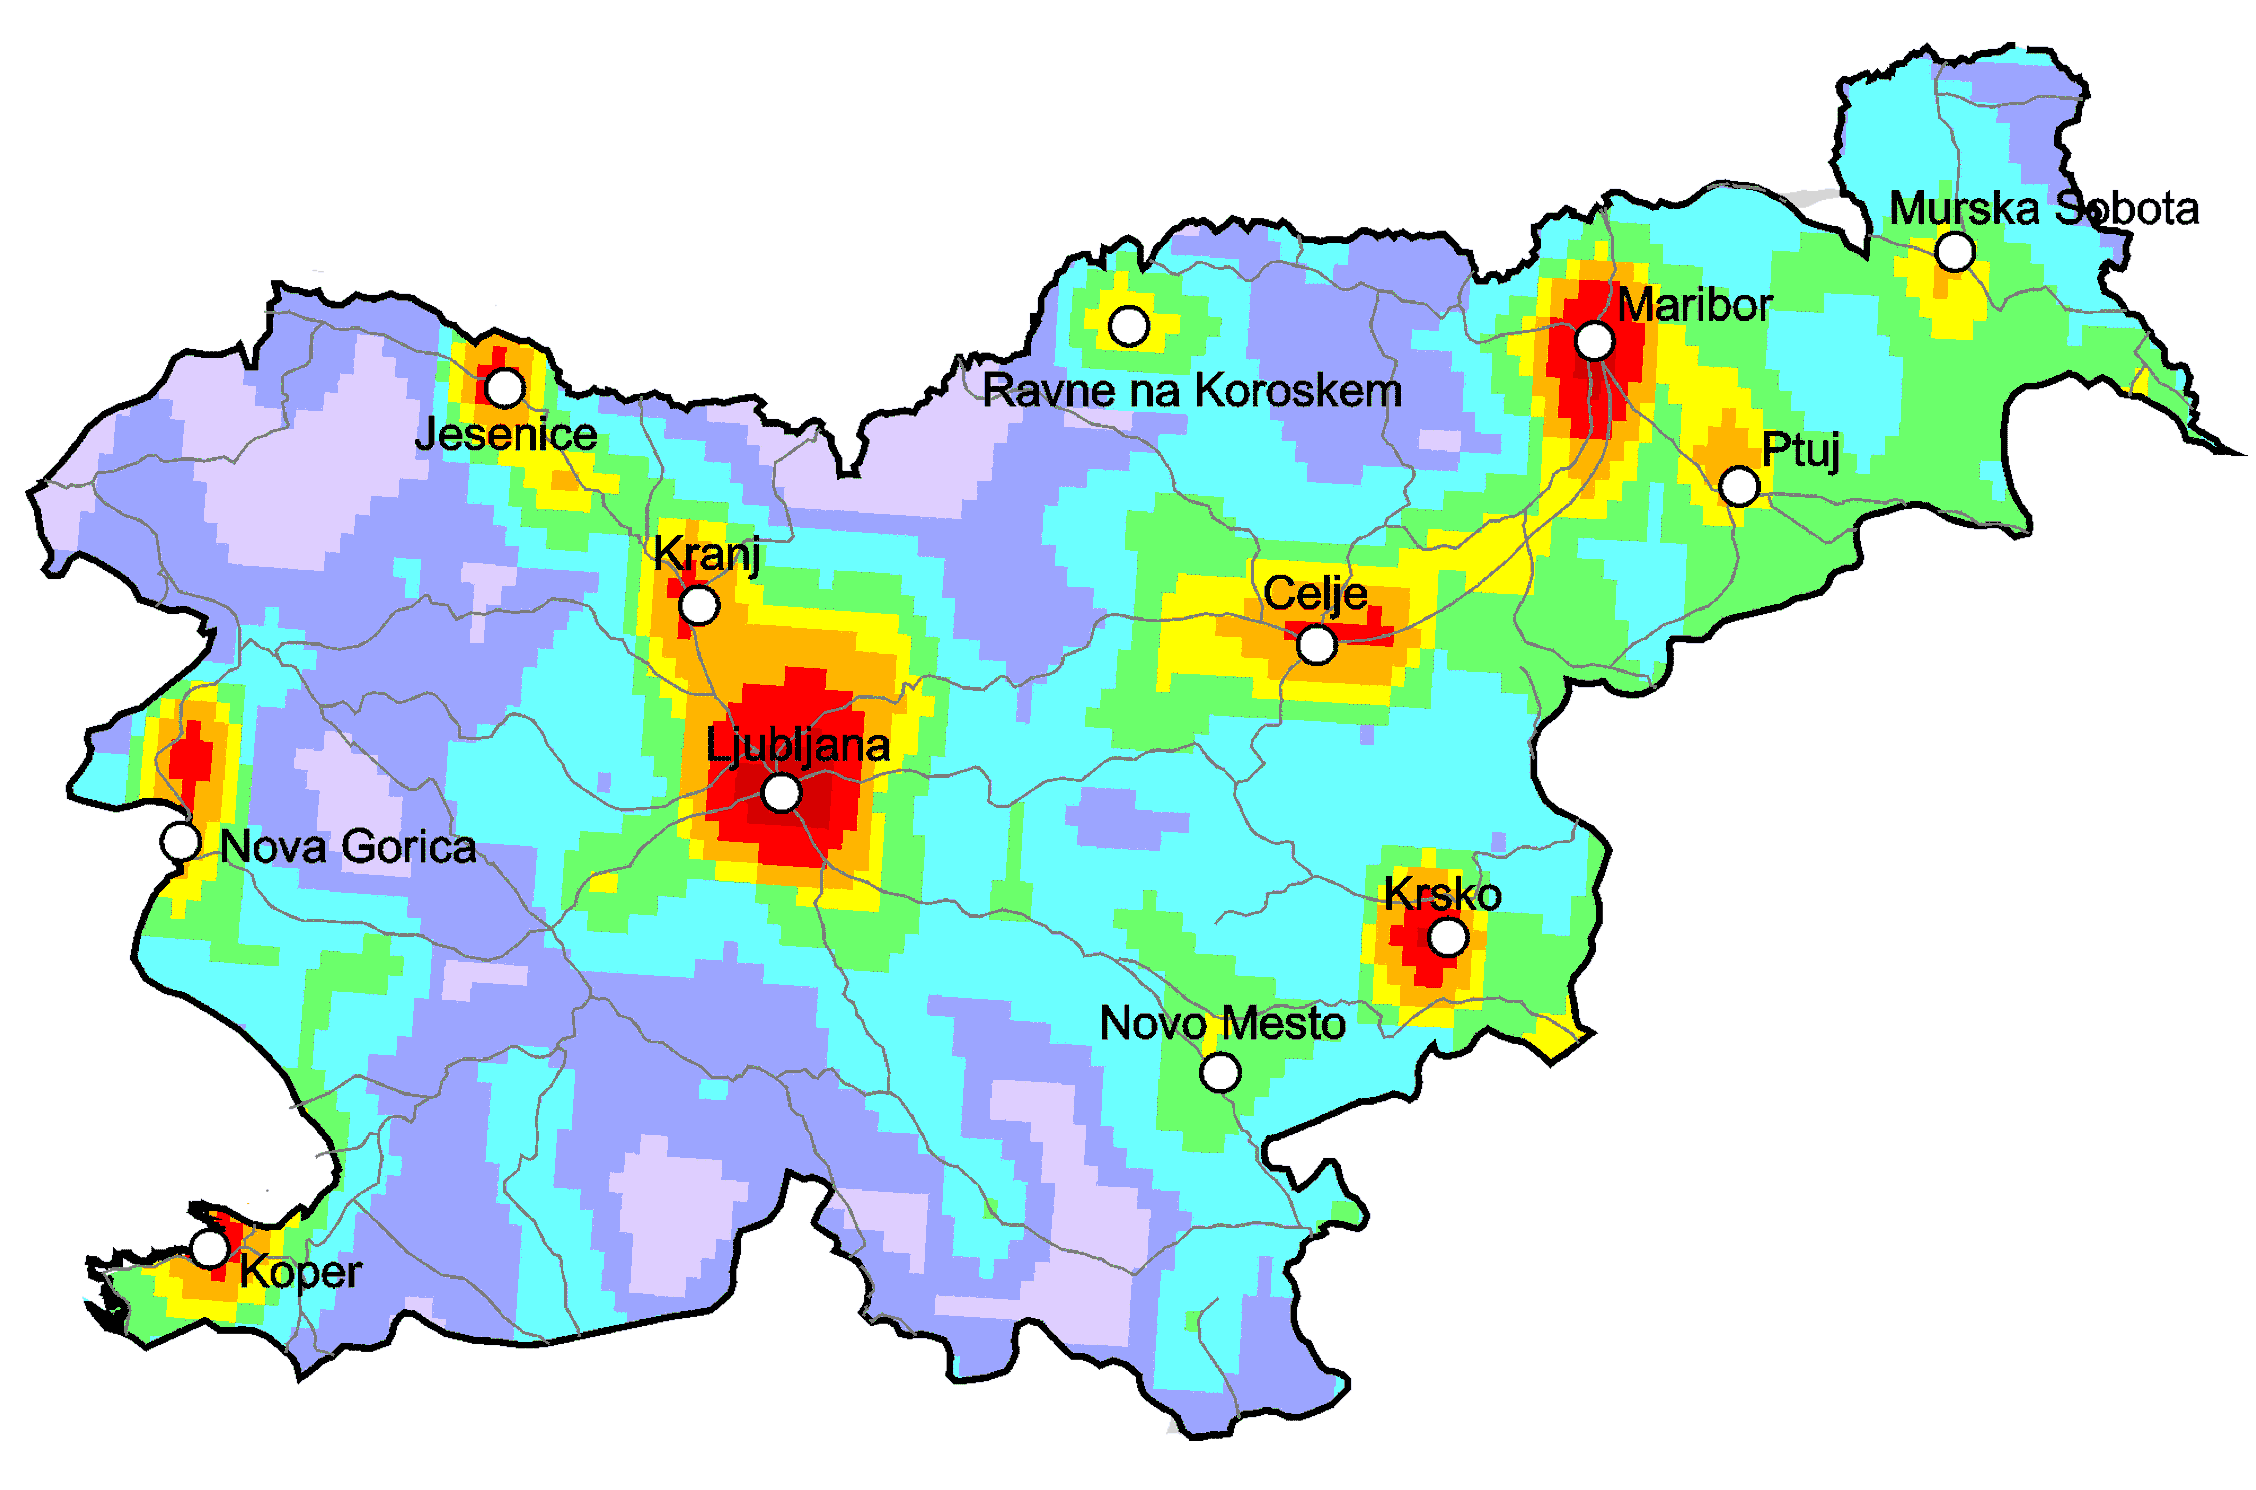 Murska Sobota
Maribor
Ravne na Koroskem
Jesenice
Ptuj
Kranj
Celje
Ljubljana
Nova Gorica
Krsko
Novo Mesto
Koper